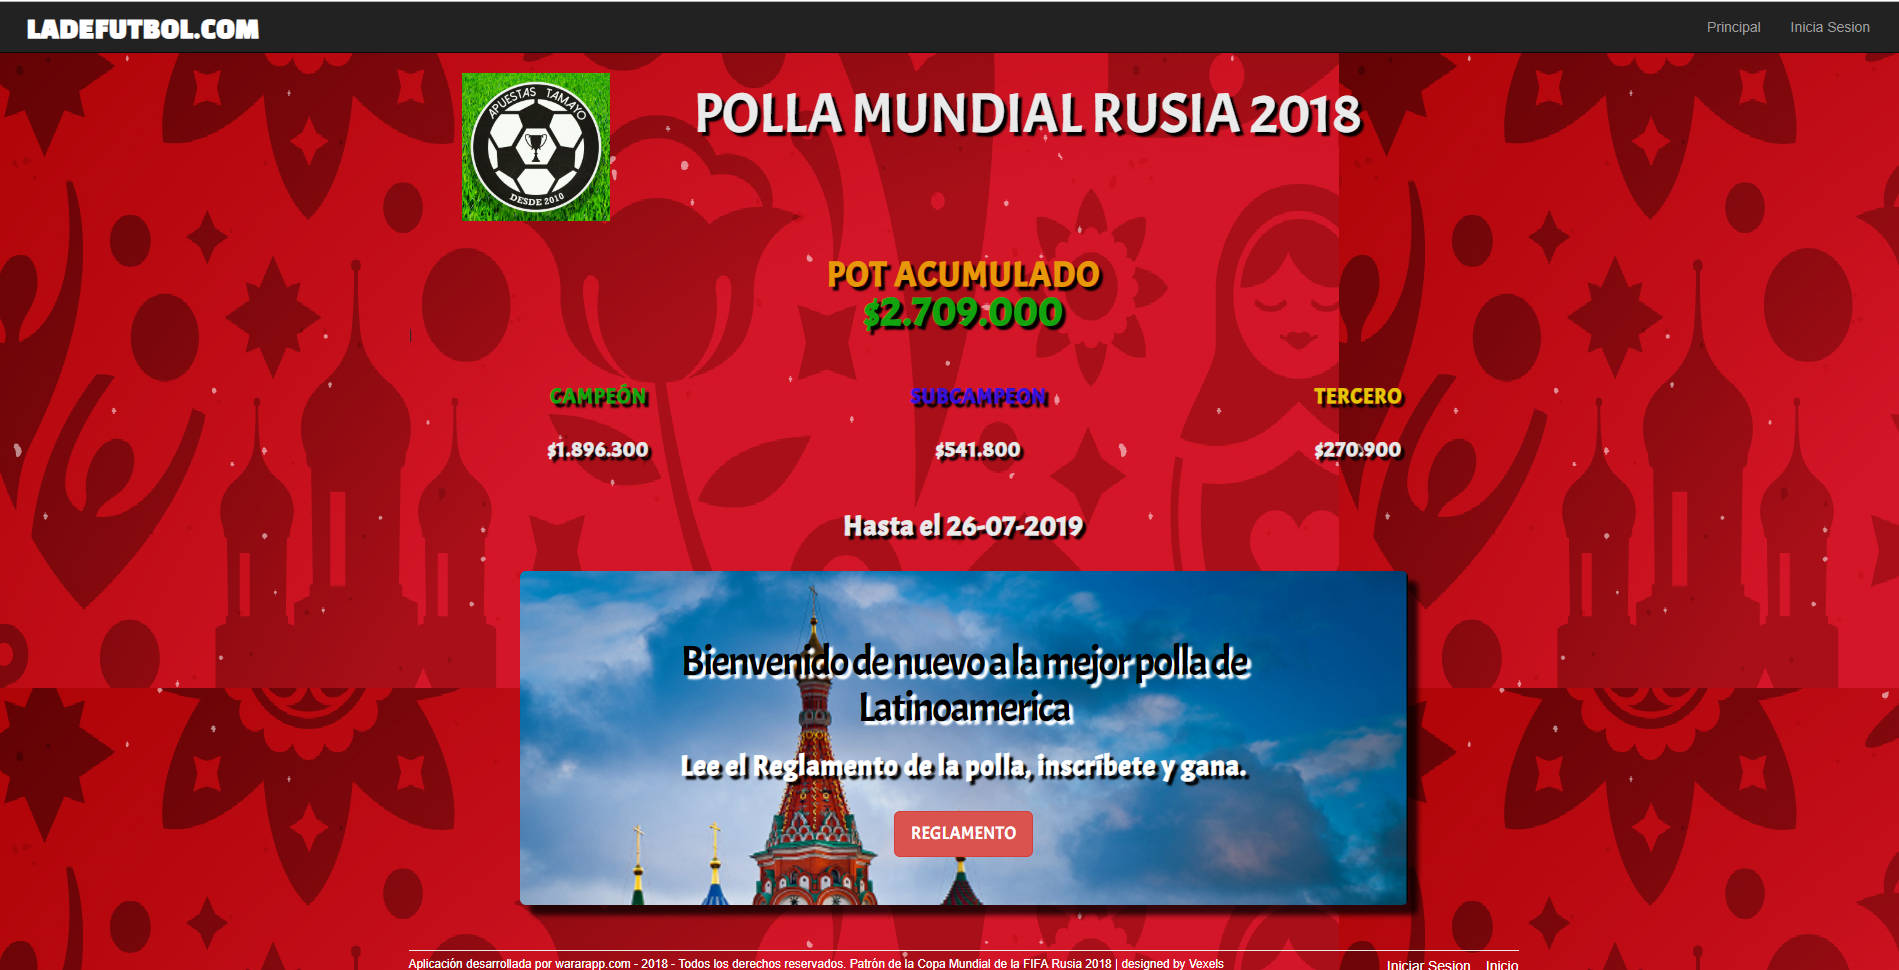 LADEFUTBOL.COM
Principal
Inicia Sesion
APUESTAS TAMAYO
DESDE 2010
POLLA MUNDIAL RUSIA 2018
POT ACUMULADO
$2.709.000
CAMPEÓN
SUBCAMPEON
TERCERO
$1.896.300
$541.800
$270.900
Hasta el 26-07-2019
Bienvenido de nuevo a la mejor polla de
Latinoamerica
Lee el Reglamento de la polla, inscríbete y gana.
REGLAMENTO
Aplicación desarrollada por wararapp.com - 2018 - Todos los derechos reservados. Patrón de la Copa Mundial de la FIFA Rusia 2018 | designed by Vexels
Iniciar Sesion
Inicio